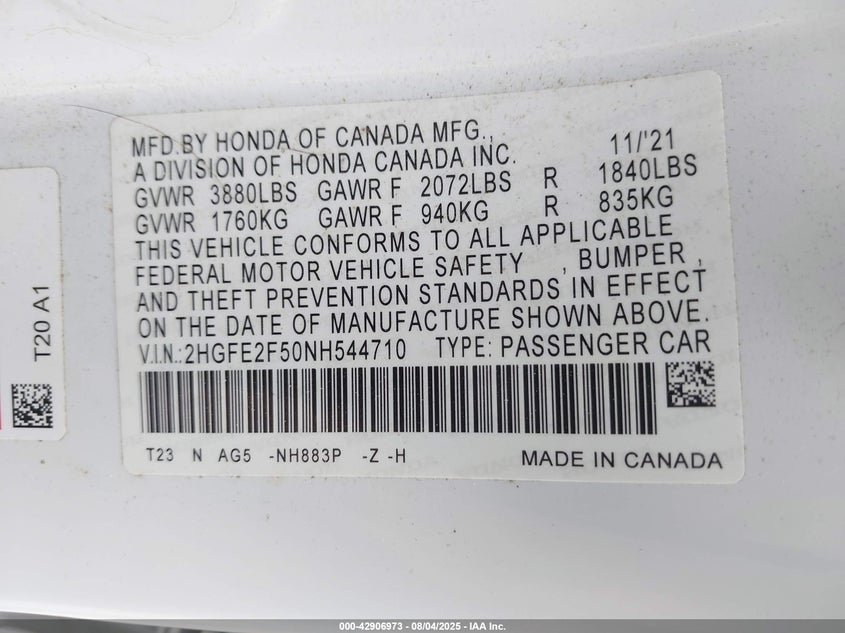 MFD.BY HONDA OF CANADA MFG., 11/'21
A DIVISION OF HONDA CANADA INC.
GVWR 3880LBS GAWR F 2072LBS R 1840LBS
GVWR 1760KG GAWR F 940KG R 835KG
THIS VEHICLE CONFORMS TO ALL APPLICABLE
FEDERAL MOTOR VEHICLE SAFETY , BUMPER ,
AND THEFT PREVENTION STANDARDS IN EFFECT
ON THE DATE OF MANUFACTURE SHOWN ABOVE.
V.I.N.:2HGFE2F50NH544710 TYPE: PASSENGER CAR
T23 N AG5 -NH883P -Z -H MADE IN CANADA
T20 A1
000-42906973 - 08/04/2025 - IAA Inc.